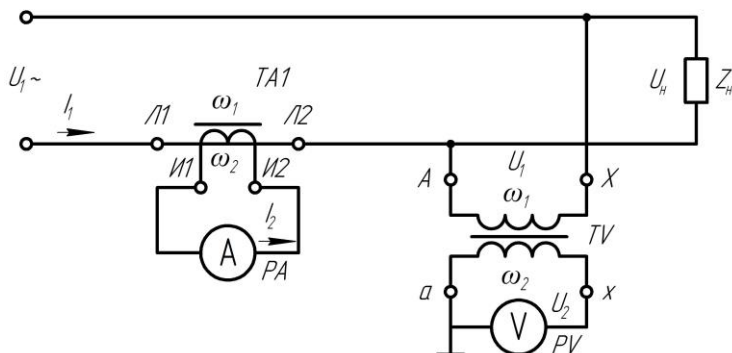 U₁~
I₁
Л1
TA1
ω₁
ω₂
Л2
И1
И2
I₂
A
PA
Uн
Zн
A
U₁
X
ω₁
TV
ω₂
a
x
U₂
V
PV